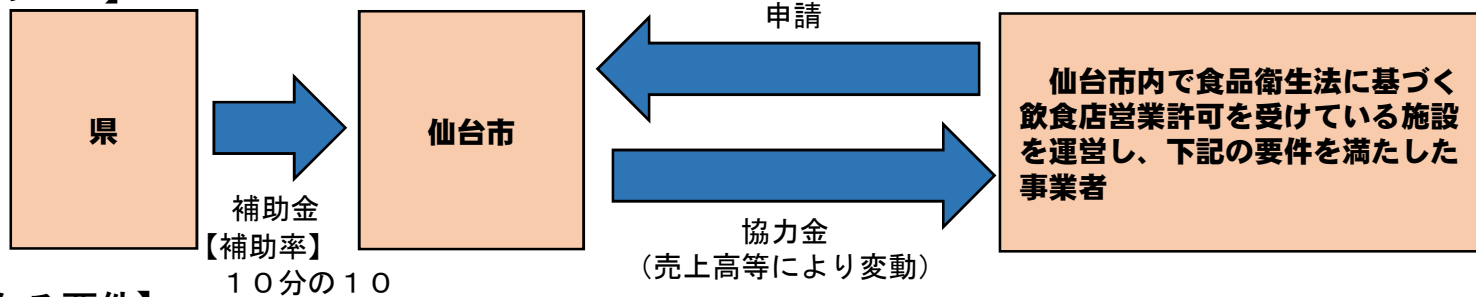 】
県
補助金
【補助率】
１０分の１０
仙台市
申請
協力金
（売上高等により変動）
仙台市内で食品衛生法に基づく
飲食店営業許可を受けている施設
を運営し、下記の要件を満たした
事業者
要件】